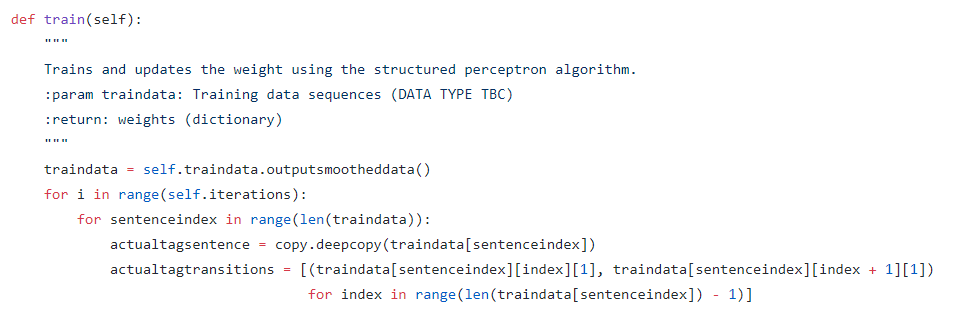 def train(self):
    """
    Trains and updates the weight using the structured perceptron algorithm.
    :param traindata: Training data sequences (DATA TYPE TBC)
    :return: weights (dictionary)
    """
    traindata = self.traindata.outputsmootheddata()
    for i in range(self.iterations):
        for sentenceindex in range(len(traindata)):
            actualtagsentence = copy.deepcopy(traindata[sentenceindex])
            actualtagtransitions = [(traindata[sentenceindex][index][1], traindata[sentenceindex][index + 1][1])
                                    for index in range(len(traindata[sentenceindex]) - 1)]